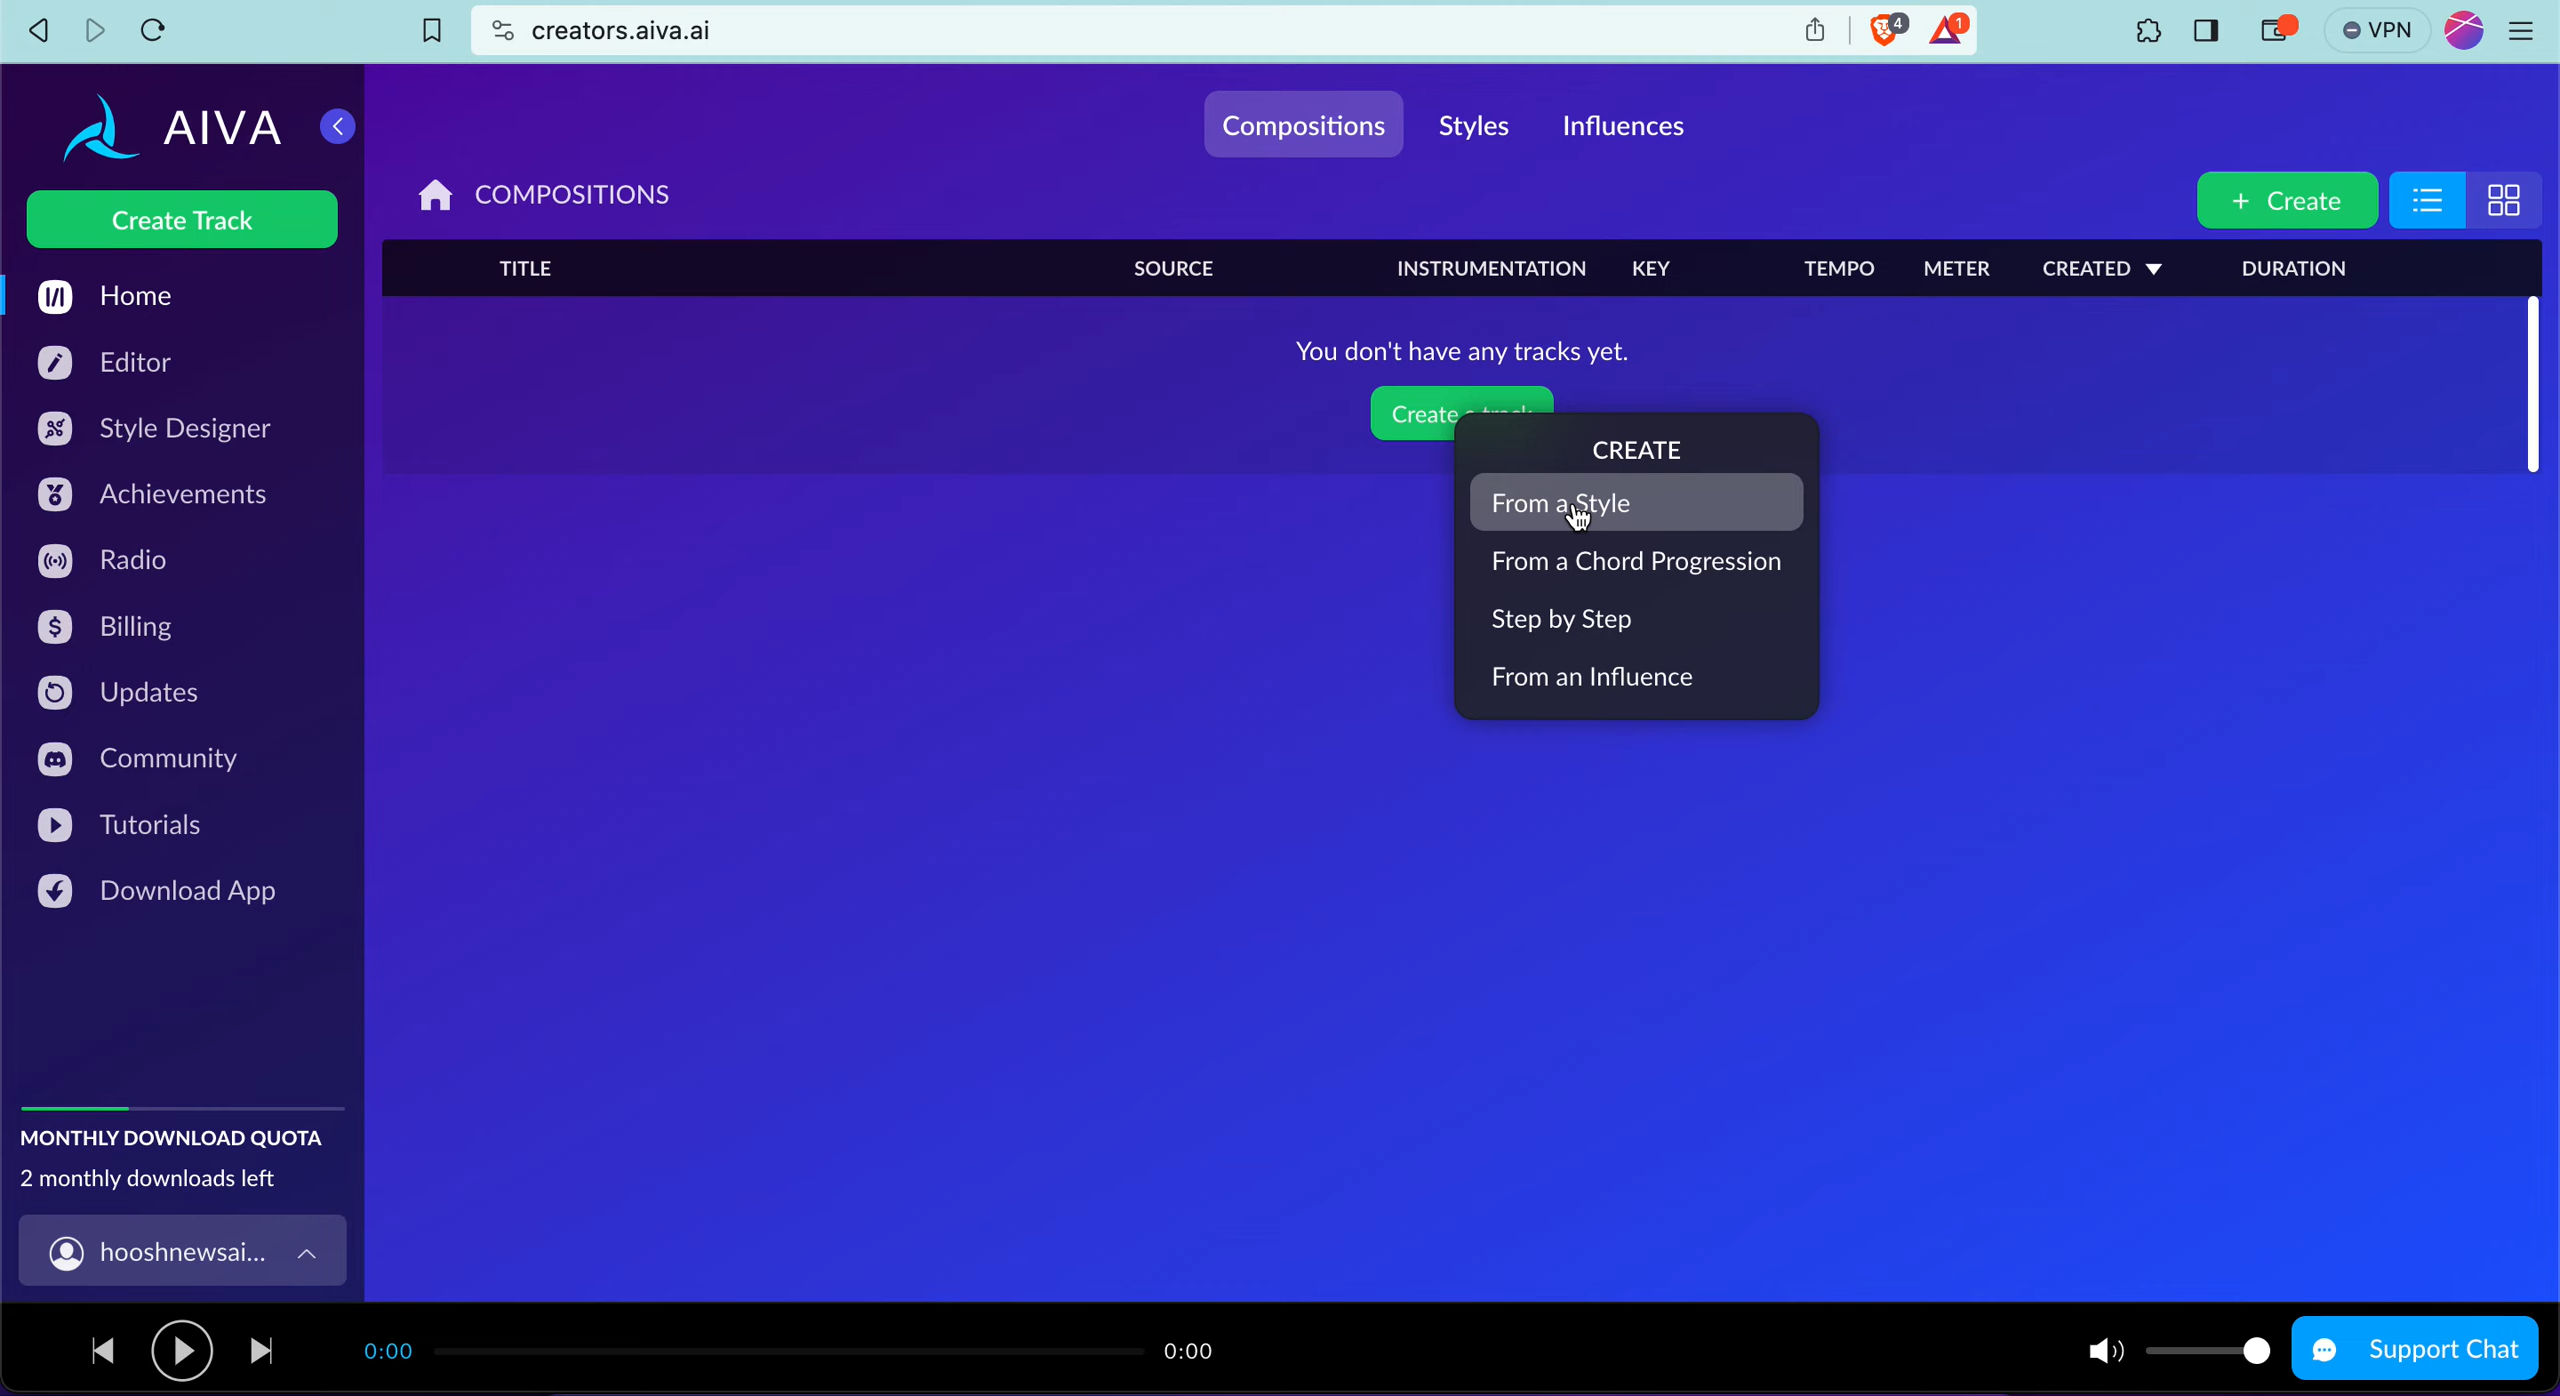 creators.aiva.ai
4
1
VPN
AIVA
Create Track
Home
Editor
Style Designer
Achievements
Radio
Billing
Updates
Community
Tutorials
Download App
MONTHLY DOWNLOAD QUOTA
2 monthly downloads left
hooshnewsai...
Compositions Styles Influences
COMPOSITIONS
+ Create
TITLE SOURCE INSTRUMENTATION KEY TEMPO METER CREATED DURATION
You don't have any tracks yet.
Create a track
CREATE
From a Style
From a Chord Progression
Step by Step
From an Influence
0:00
0:00
Support Chat